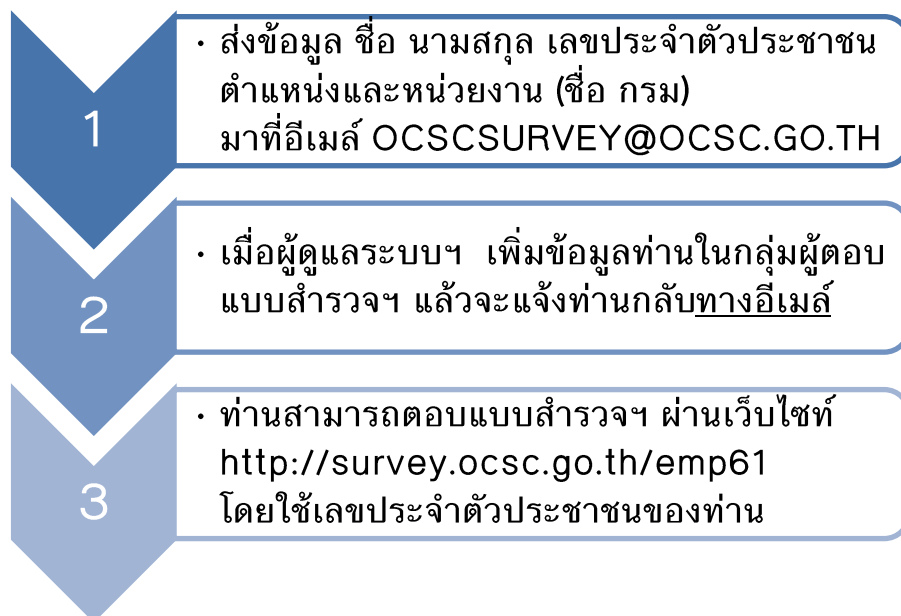 1
· ส่งข้อมูล ชื่อ นามสกุล เลขประจำตัวประชาชน
ตำแหน่งและหน่วยงาน (ชื่อ กรม)
มาที่อีเมล์ OCSCSURVEY@OCSC.GO.TH
2
· เมื่อผู้ดูแลระบบฯ เพิ่มข้อมูลท่านในกลุ่มผู้ตอบ
แบบสำรวจฯ แล้วจะแจ้งท่านกลับทางอีเมล์
3
· ท่านสามารถตอบแบบสำรวจฯ ผ่านเว็บไซท์
http://survey.ocsc.go.th/emp61
โดยใช้เลขประจำตัวประชาชนของท่าน